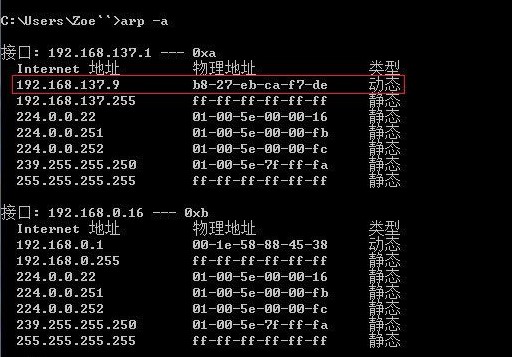 C:\Users\Zoe``>arp -a
接口: 192.168.137.1 --- 0xa
Internet 地址 物理地址 类型
192.168.137.9 b8-27-eb-ca-f7-de 动态
192.168.137.255 ff-ff-ff-ff-ff-ff 静态
224.0.0.22 01-00-5e-00-00-16 静态
224.0.0.251 01-00-5e-00-00-fb 静态
224.0.0.252 01-00-5e-00-00-fc 静态
239.255.255.250 01-00-5e-7f-ff-fa 静态
255.255.255.255 ff-ff-ff-ff-ff-ff 静态
接口: 192.168.0.16 --- 0xb
Internet 地址 物理地址 类型
192.168.0.1 00-1e-58-88-45-38 动态
192.168.0.255 ff-ff-ff-ff-ff-ff 静态
224.0.0.22 01-00-5e-00-00-16 静态
224.0.0.251 01-00-5e-00-00-fb 静态
224.0.0.252 01-00-5e-00-00-fc 静态
239.255.255.250 01-00-5e-7f-ff-fa 静态
255.255.255.255 ff-ff-ff-ff-ff-ff 静态